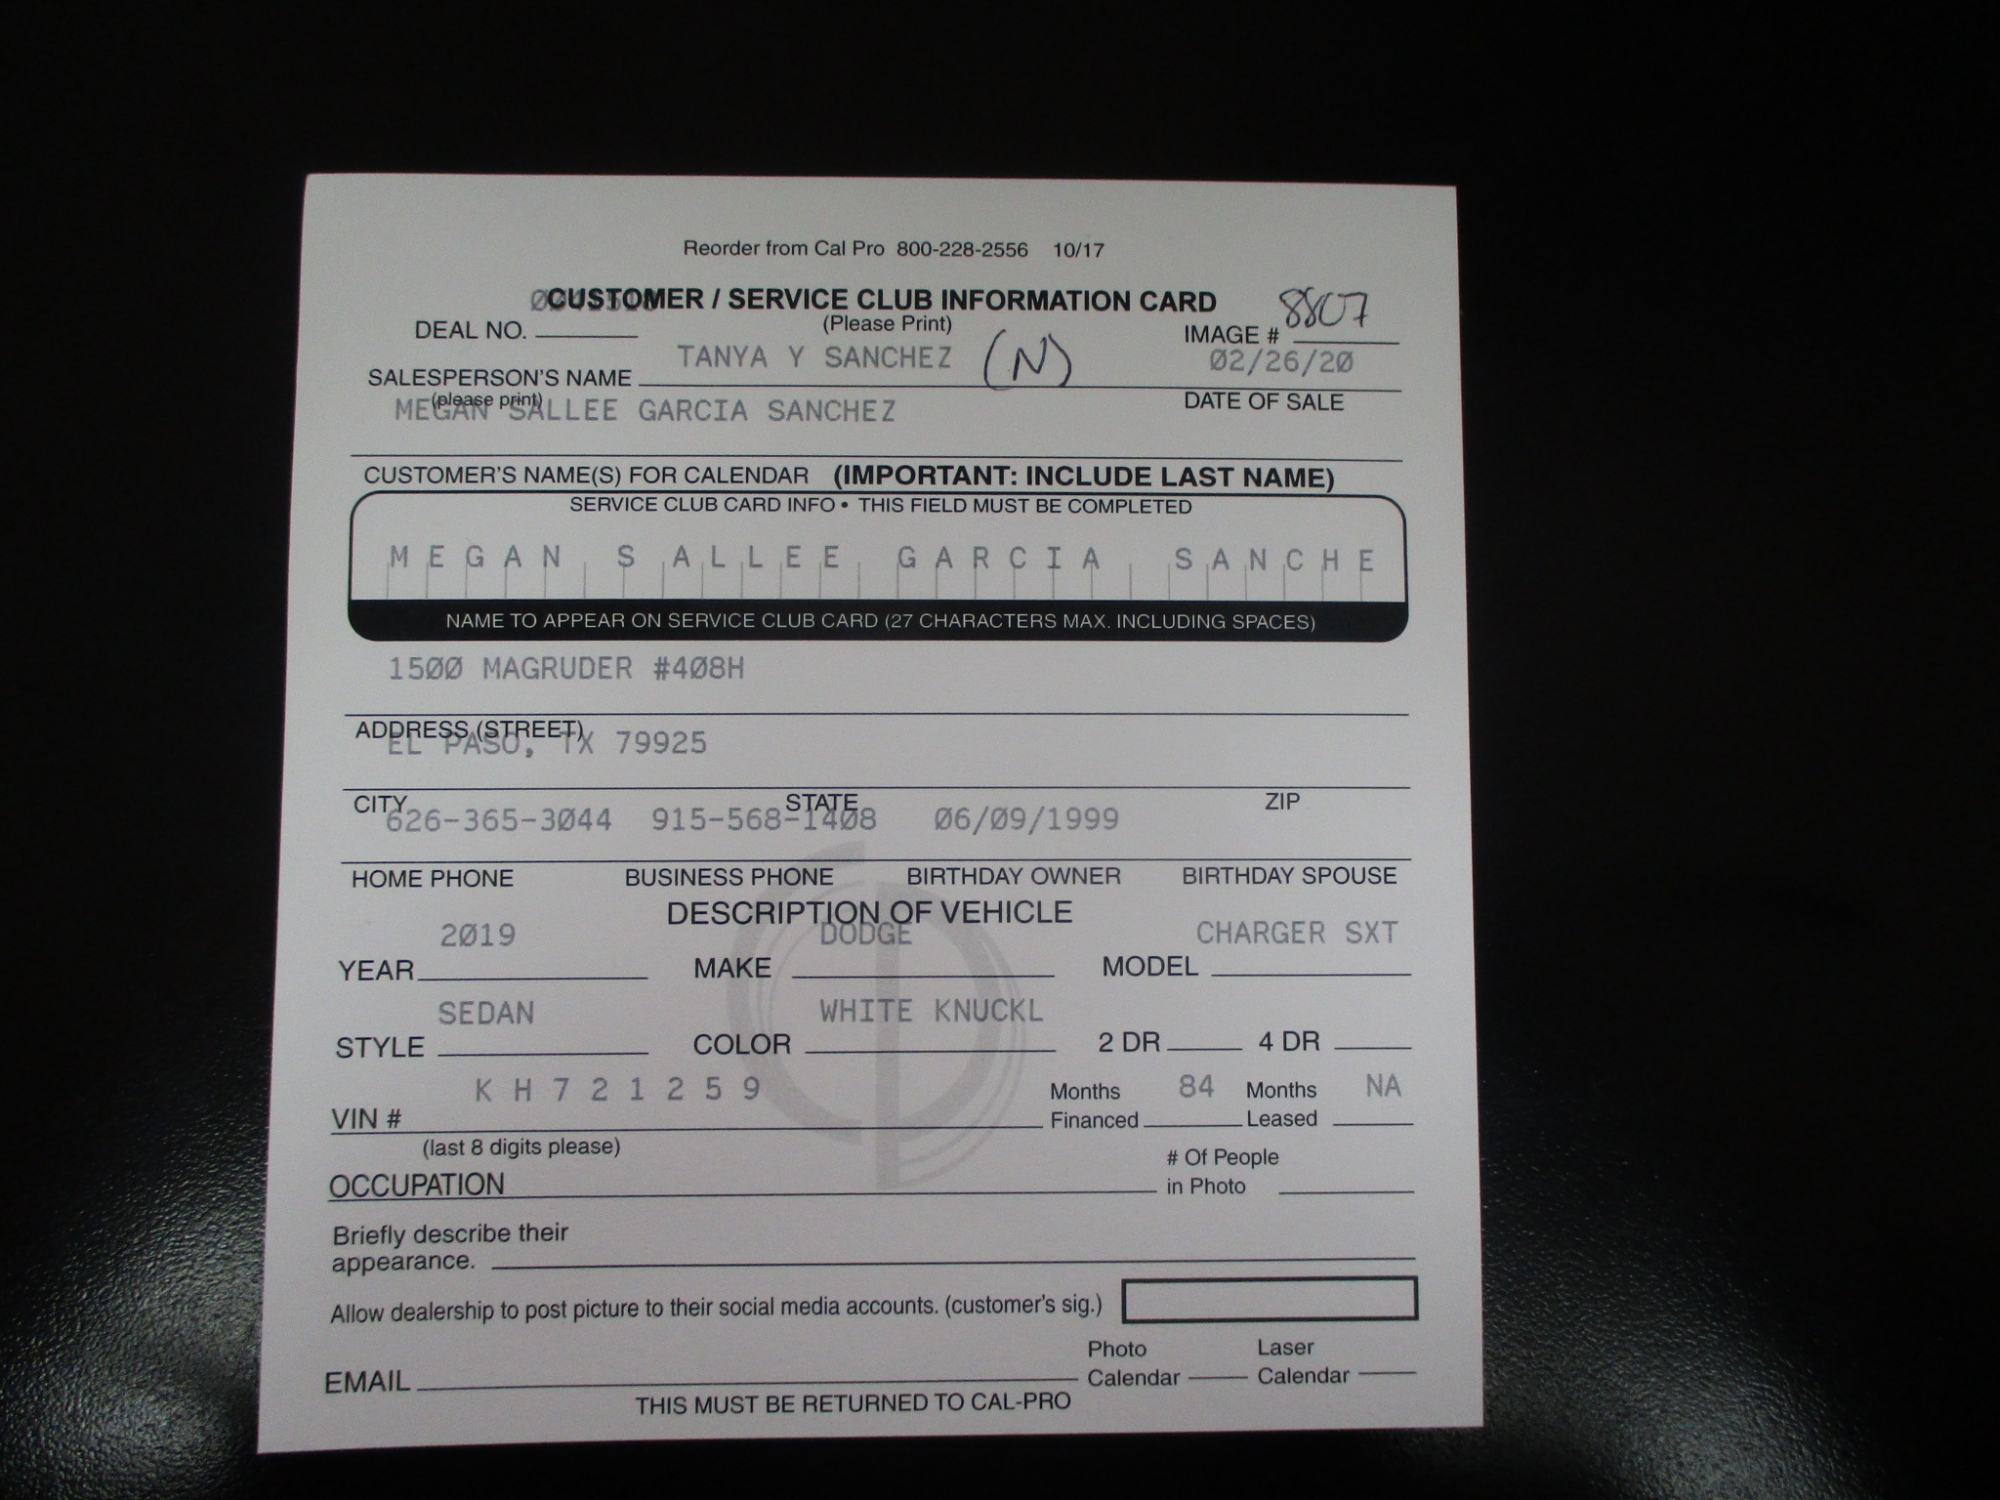 Reorder from Cal Pro 800-228-2556 10/17
CUSTOMER / SERVICE CLUB INFORMATION CARD 8807
DEAL NO. (Please Print) IMAGE #
TANYA Y SANCHEZ (N) 02/26/20
SALESPERSON'S NAME
(please print) DATE OF SALE
MEGAN SALLEE GARCIA SANCHEZ
CUSTOMER'S NAME(S) FOR CALENDAR (IMPORTANT: INCLUDE LAST NAME)
SERVICE CLUB CARD INFO • THIS FIELD MUST BE COMPLETED
MEGAN SALLEE GARCIA SANCHE
NAME TO APPEAR ON SERVICE CLUB CARD (27 CHARACTERS MAX. INCLUDING SPACES)
1500 MAGRUDER #408H
ADDRESS (STREET)
EL PASO, TX 79925
CITY STATE ZIP
626-365-3044 915-568-1408 06/09/1999
HOME PHONE BUSINESS PHONE BIRTHDAY OWNER BIRTHDAY SPOUSE
DESCRIPTION OF VEHICLE
2019 DODGE CHARGER SXT
YEAR MAKE MODEL
SEDAN WHITE KNUCKL
STYLE COLOR 2 DR 4 DR
KH721259 Months 84 Months NA
VIN # Financed Leased
(last 8 digits please)
# Of People
OCCUPATION in Photo
Briefly describe their
appearance.
Allow dealership to post picture to their social media accounts. (customer's sig.)
Photo Laser
EMAIL Calendar Calendar
THIS MUST BE RETURNED TO CAL-PRO